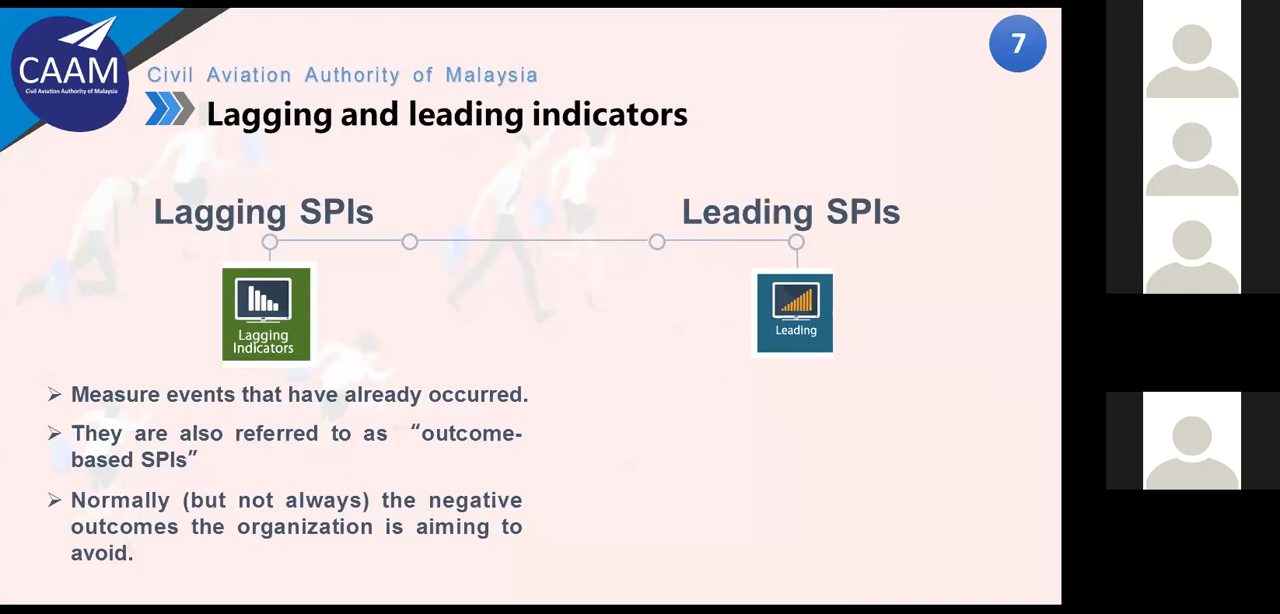 7
CAAM
Civil Aviation Authority of Malaysia
Civil Aviation Authority of Malaysia
Lagging and leading indicators
Lagging SPIs
Leading SPIs
Lagging
Indicators
Leading
➢ Measure events that have already occurred.
➢ They are also referred to as “outcome-
based SPIs”
➢ Normally (but not always) the negative
outcomes the organization is aiming to
avoid.